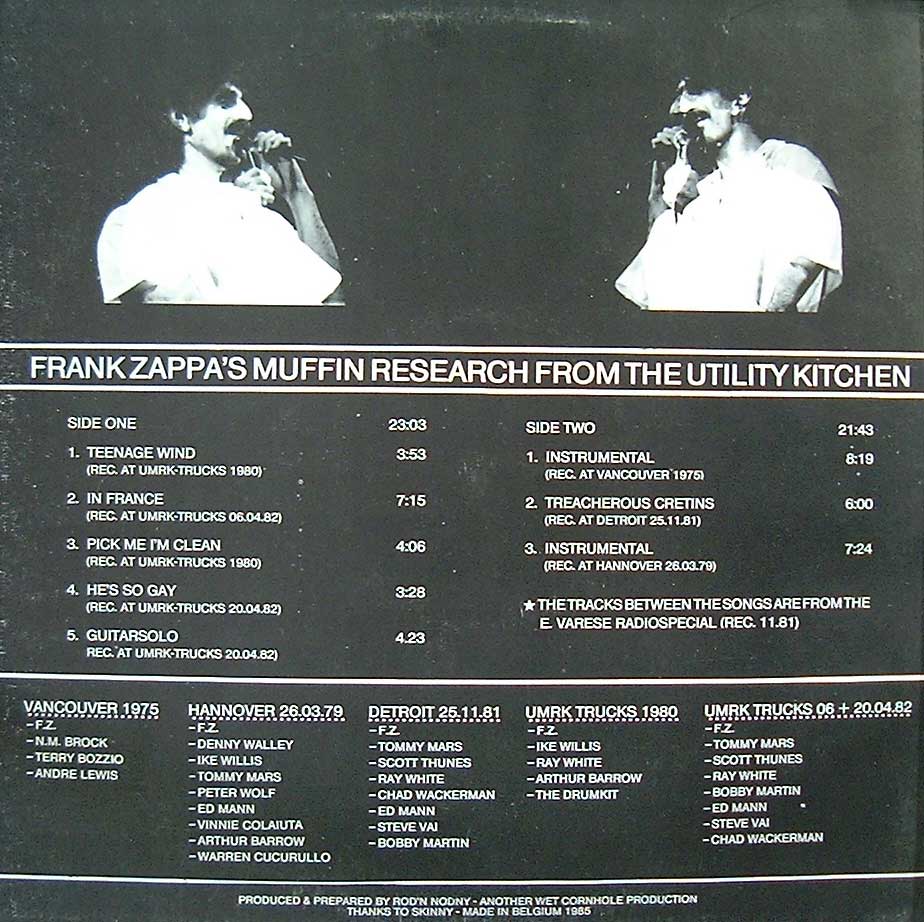 FRANK ZAPPA'S MUFFIN RESEARCH FROM THE UTILITY KITCHEN
SIDE ONE 23:03
1. TEENAGE WIND 3:53
(REC. AT UMRK-TRUCKS 1980)
2. IN FRANCE 7:15
(REC. AT UMRK-TRUCKS 06.04.82)
3. PICK ME I'M CLEAN 4:06
(REC. AT UMRK-TRUCKS 1980)
4. HE'S SO GAY 3:28
(REC. AT UMRK-TRUCKS 20.04.82)
5. GUITARSOLO 4.23
REC. AT UMRK-TRUCKS 20.04.82)
SIDE TWO 21:43
1. INSTRUMENTAL 8:19
(REC. AT VANCOUVER 1975)
2. TREACHEROUS CRETINS 6:00
(REC. AT DETROIT 25.11.81)
3. INSTRUMENTAL 7:24
(REC. AT HANNOVER 26.03.79)
★ THE TRACKS BETWEEN THE SONGS ARE FROM THE
E. VARESE RADIOSPECIAL (REC. 11.81)
VANCOUVER 1975
–F.Z.
–N.M. BROCK
–TERRY BOZZIO
–ANDRE LEWIS
HANNOVER 26.03.79
–F.Z.
–DENNY WALLEY
–IKE WILLIS
–TOMMY MARS
–PETER WOLF
–ED MANN
–VINNIE COLAIUTA
–ARTHUR BARROW
–WARREN CUCURULLO
DETROIT 25.11.81
–F.Z.
–TOMMY MARS
–SCOTT THUNES
–RAY WHITE
–CHAD WACKERMAN
–ED MANN
–STEVE VAI
–BOBBY MARTIN
UMRK TRUCKS 1980
–F.Z.
–IKE WILLIS
–RAY WHITE
–ARTHUR BARROW
–THE DRUMKIT
UMRK TRUCKS 06 + 20.04.82
–F.Z.
–TOMMY MARS
–SCOTT THUNES
–RAY WHITE
–BOBBY MARTIN
–ED MANN
–STEVE VAI
–CHAD WACKERMAN
PRODUCED & PREPARED BY ROD'N NODNY - ANOTHER WET CORNHOLE PRODUCTION
THANKS TO SKINNY - MADE IN BELGIUM 1985